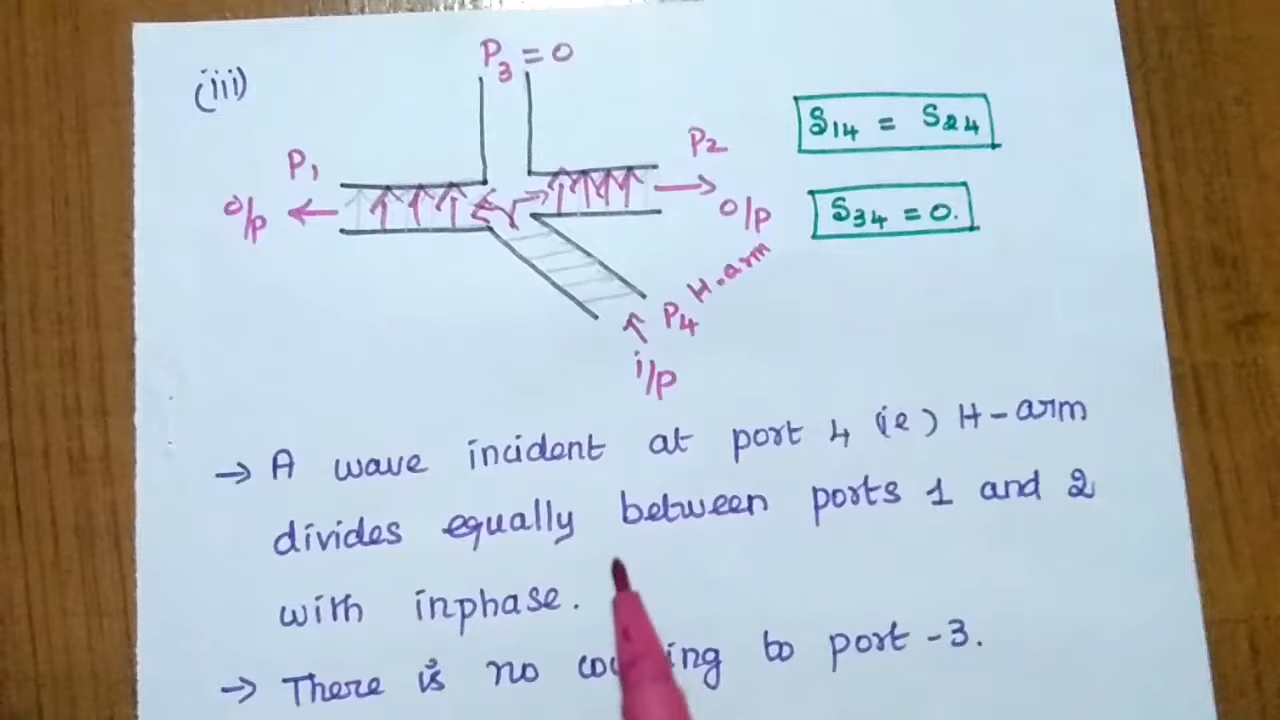 (iii)
P3 = 0
P1
P2
S14 = S24
o/p
o/p
S34 = 0.
H-arm
P4
i/p
→ A wave incident at port 4 (ie) H-arm
divides equally between ports 1 and 2
with inphase.
→ There is no to port -3.